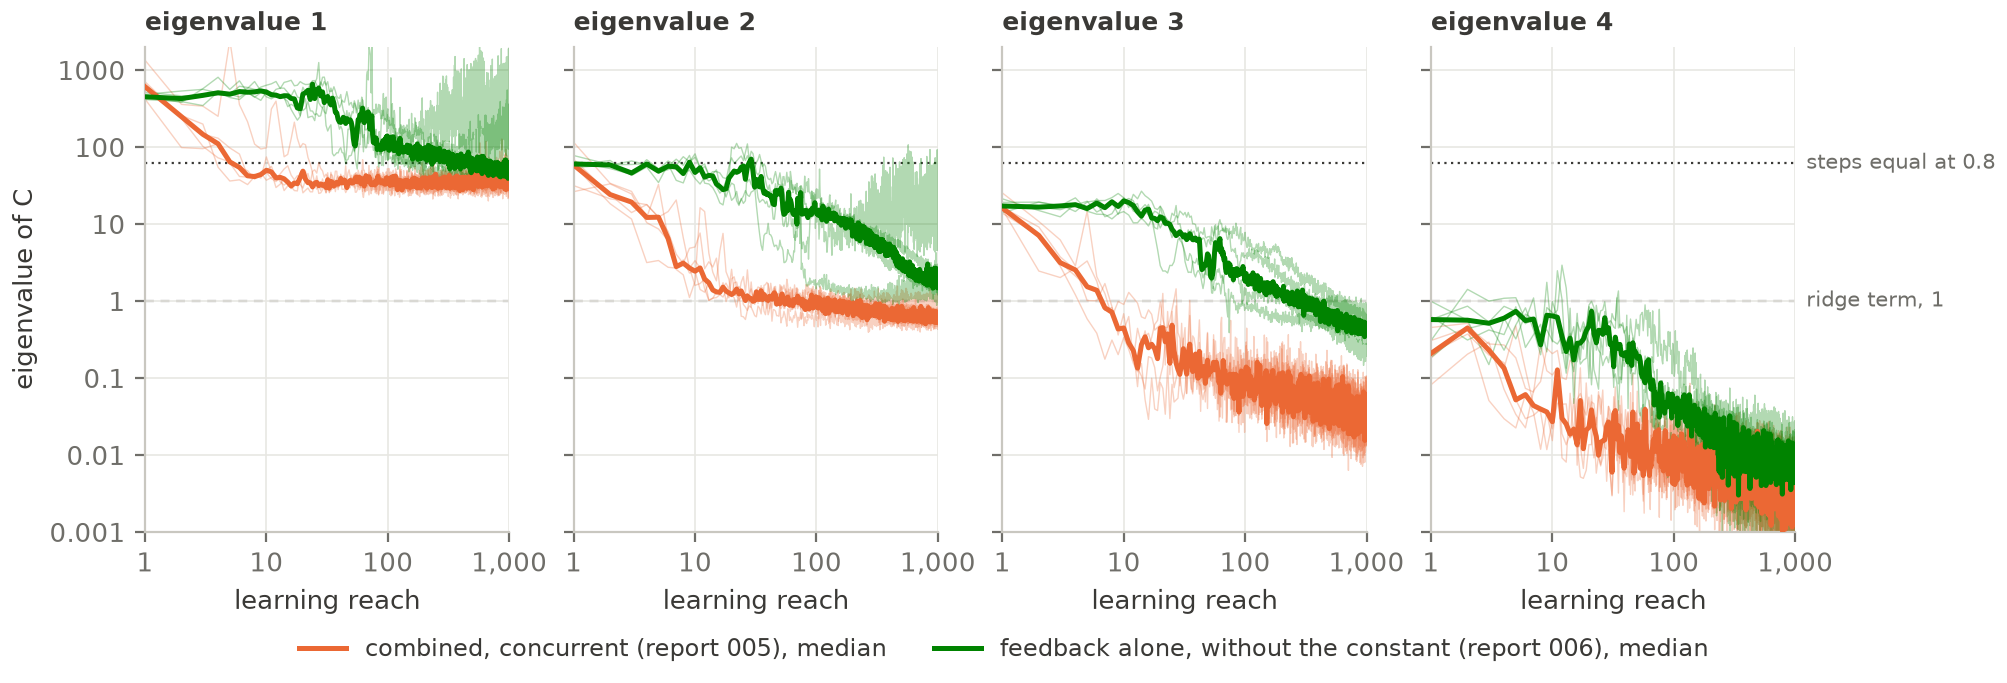 eigenvalue 1
eigenvalue 2
eigenvalue 3
eigenvalue 4
eigenvalue of C
1000
100
10
1
0.1
0.01
0.001
steps equal at 0.8
ridge term, 1
1 10 100 1,000
1 10 100 1,000
1 10 100 1,000
1 10 100 1,000
learning reach
learning reach
learning reach
learning reach
combined, concurrent (report 005), median
feedback alone, without the constant (report 006), median